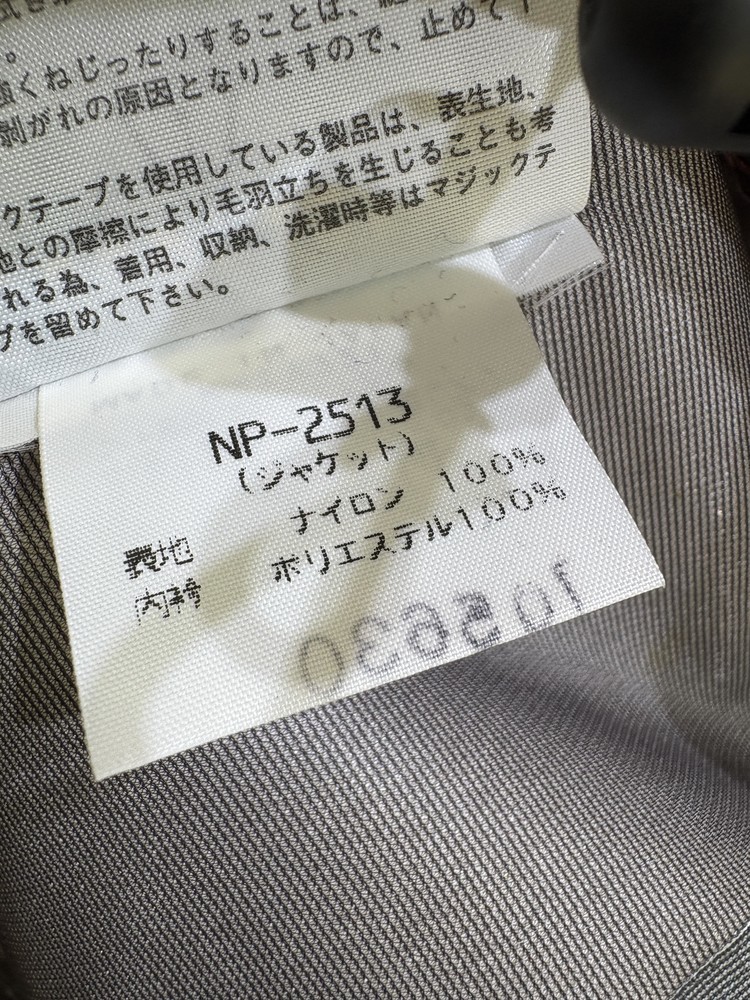 強くねじったりすることは、
剥がれの原因となりますので、止めて下
クテープを使用している製品は、表生地、
地との摩擦により毛羽立ちを生じることも考
れる為、着用、収納、洗濯時等はマジックテ
プを留めて下さい。
NP-2513
(ジャケット)
表地 ナイロン 100%
内衿 ポリエステル100%
105630